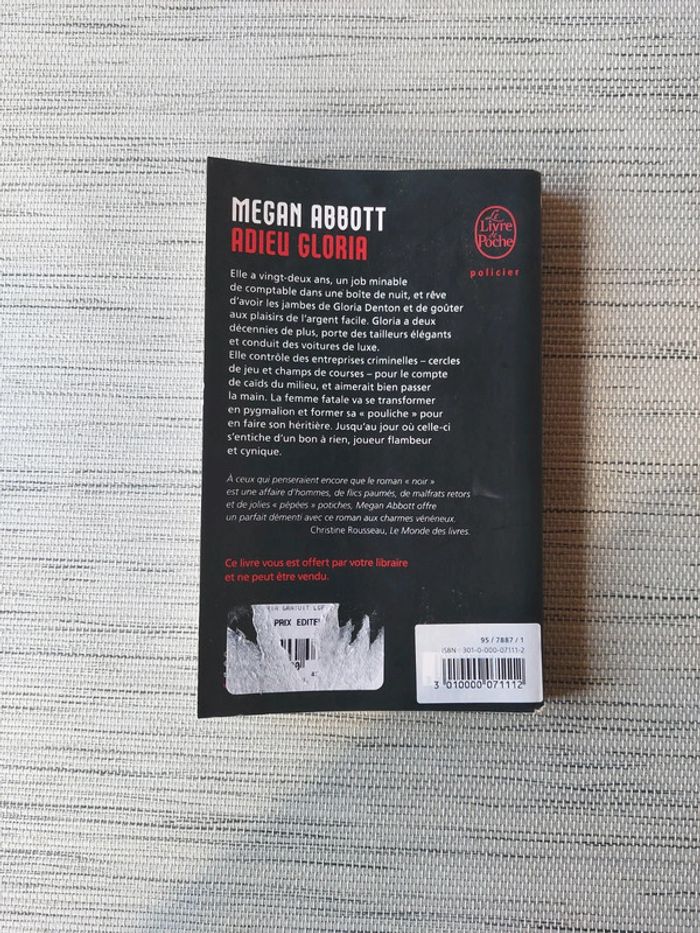 MEGAN ABBOTT
ADIEU GLORIA
Le
Livre
de
Poche
policier
Elle a vingt-deux ans, un job minable
de comptable dans une boîte de nuit, et rêve
d'avoir les jambes de Gloria Denton et de goûter
aux plaisirs de l'argent facile. Gloria a deux
décennies de plus, porte des tailleurs élégants
et conduit des voitures de luxe.
Elle contrôle des entreprises criminelles – cercles
de jeu et champs de courses – pour le compte
de caïds du milieu, et aimerait bien passer
la main. La femme fatale va se transformer
en pygmalion et former sa « pouliche » pour
en faire son héritière. Jusqu'au jour où celle-ci
s'entiche d'un bon à rien, joueur flambeur
et cynique.
À ceux qui penseraient encore que le roman « noir »
est une affaire d'hommes, de flics paumés, de malfrats retors
et de jolies « pépées » potiches, Megan Abbott offre
un parfait démenti avec ce roman aux charmes vénéneux.
Christine Rousseau, Le Monde des livres.
Ce livre vous est offert par votre libraire
et ne peut être vendu.
GRATUIT
PRIX EDITE
95 / 7887 / 1
ISBN : 301-0-000-07111-2
3 010000 071112